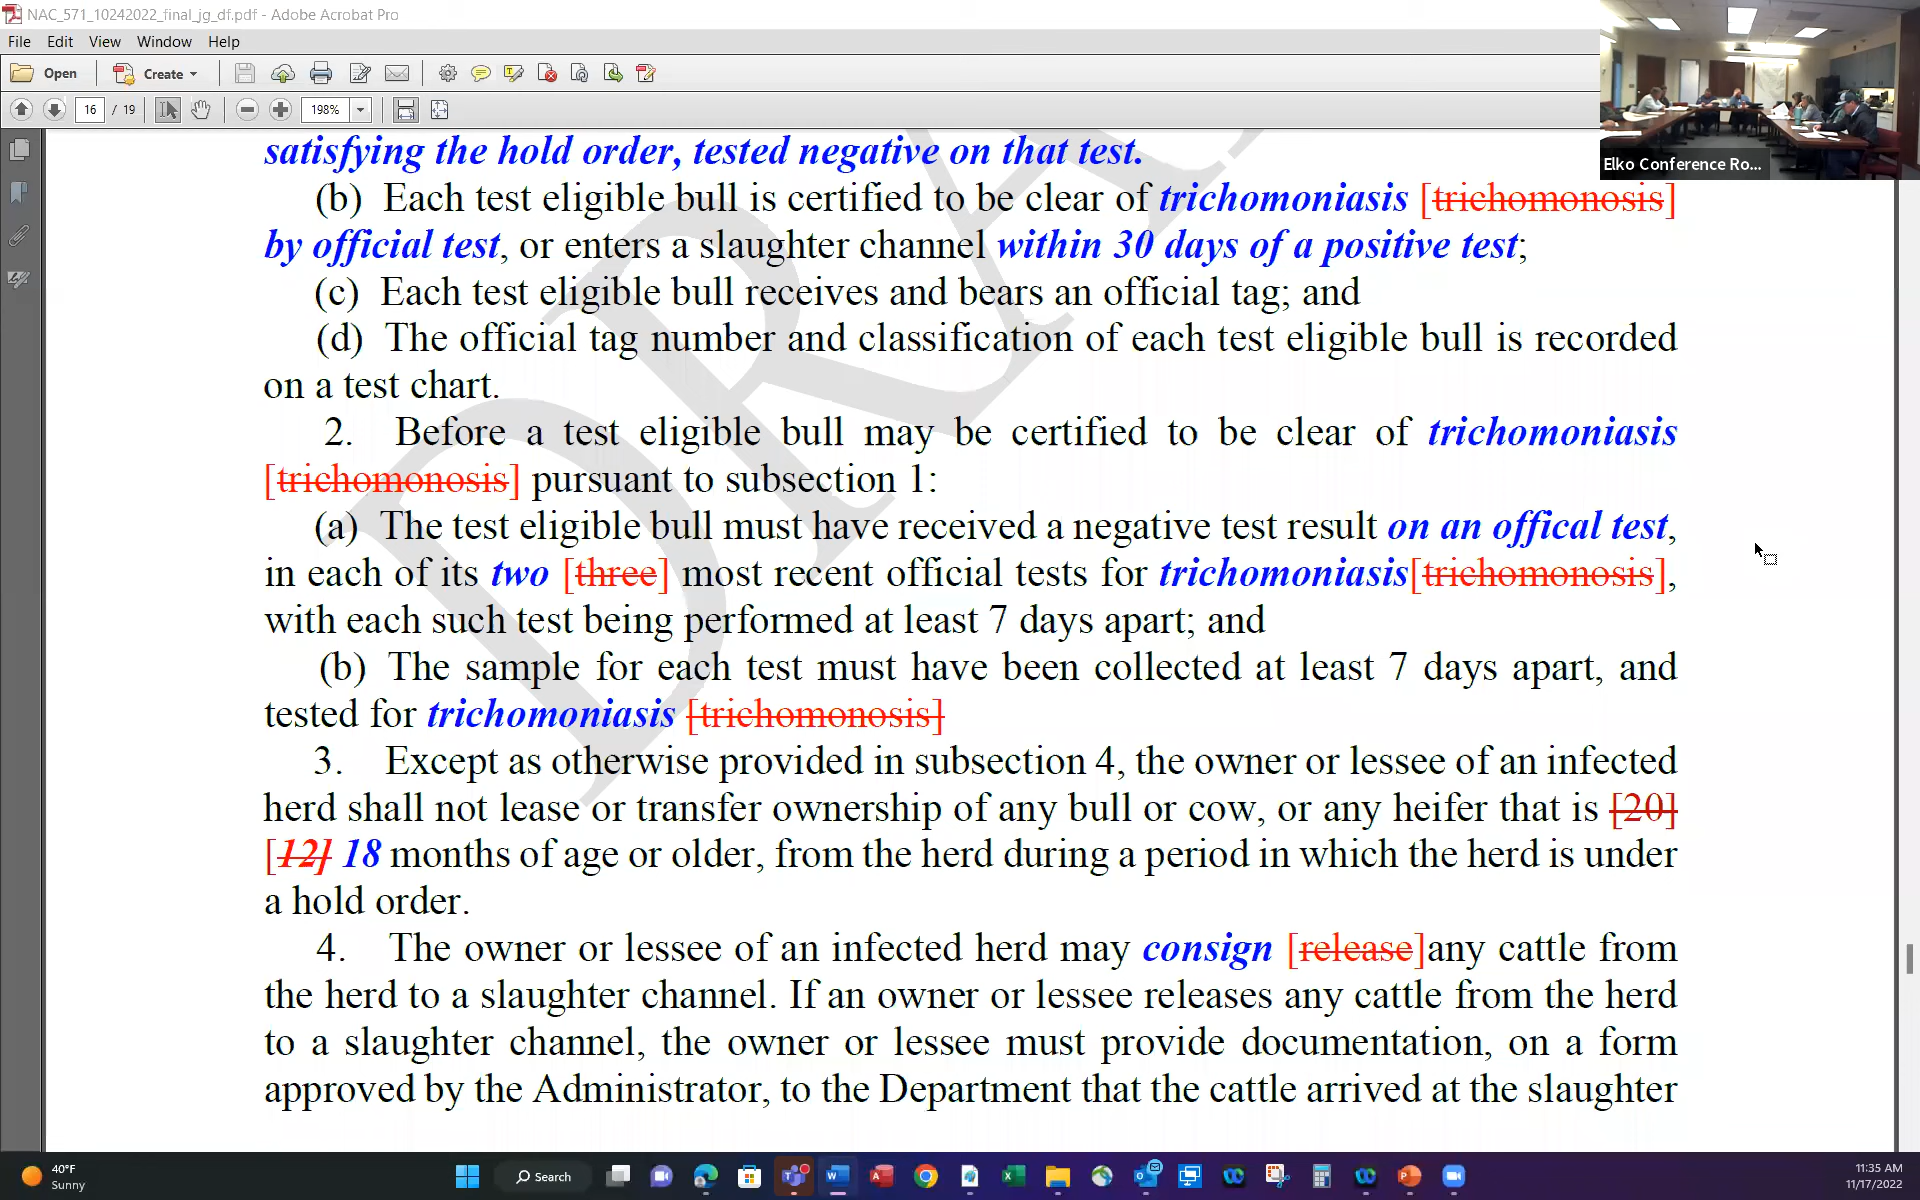 NAC_571_10242022_final_jg_df.pdf - Adobe Acrobat Pro
File Edit View Window Help
Open Create
16 / 19 198%
Elko Conference Ro...
DRA
satisfying the hold order, tested negative on that test.
(b) Each test eligible bull is certified to be clear of trichomoniasis [trichomonosis]
by official test, or enters a slaughter channel within 30 days of a positive test;
(c) Each test eligible bull receives and bears an official tag; and
(d) The official tag number and classification of each test eligible bull is recorded
on a test chart.
2. Before a test eligible bull may be certified to be clear of trichomoniasis
[trichomonosis] pursuant to subsection 1:
(a) The test eligible bull must have received a negative test result on an offical test,
in each of its two [three] most recent official tests for trichomoniasis[trichomonosis],
with each such test being performed at least 7 days apart; and
(b) The sample for each test must have been collected at least 7 days apart, and
tested for trichomoniasis [trichomonosis]
3. Except as otherwise provided in subsection 4, the owner or lessee of an infected
herd shall not lease or transfer ownership of any bull or cow, or any heifer that is [20]
[12] 18 months of age or older, from the herd during a period in which the herd is under
a hold order.
4. The owner or lessee of an infected herd may consign [release]any cattle from
the herd to a slaughter channel. If an owner or lessee releases any cattle from the herd
to a slaughter channel, the owner or lessee must provide documentation, on a form
approved by the Administrator, to the Department that the cattle arrived at the slaughter
40°F
Sunny
Search
11:35 AM
11/17/2022